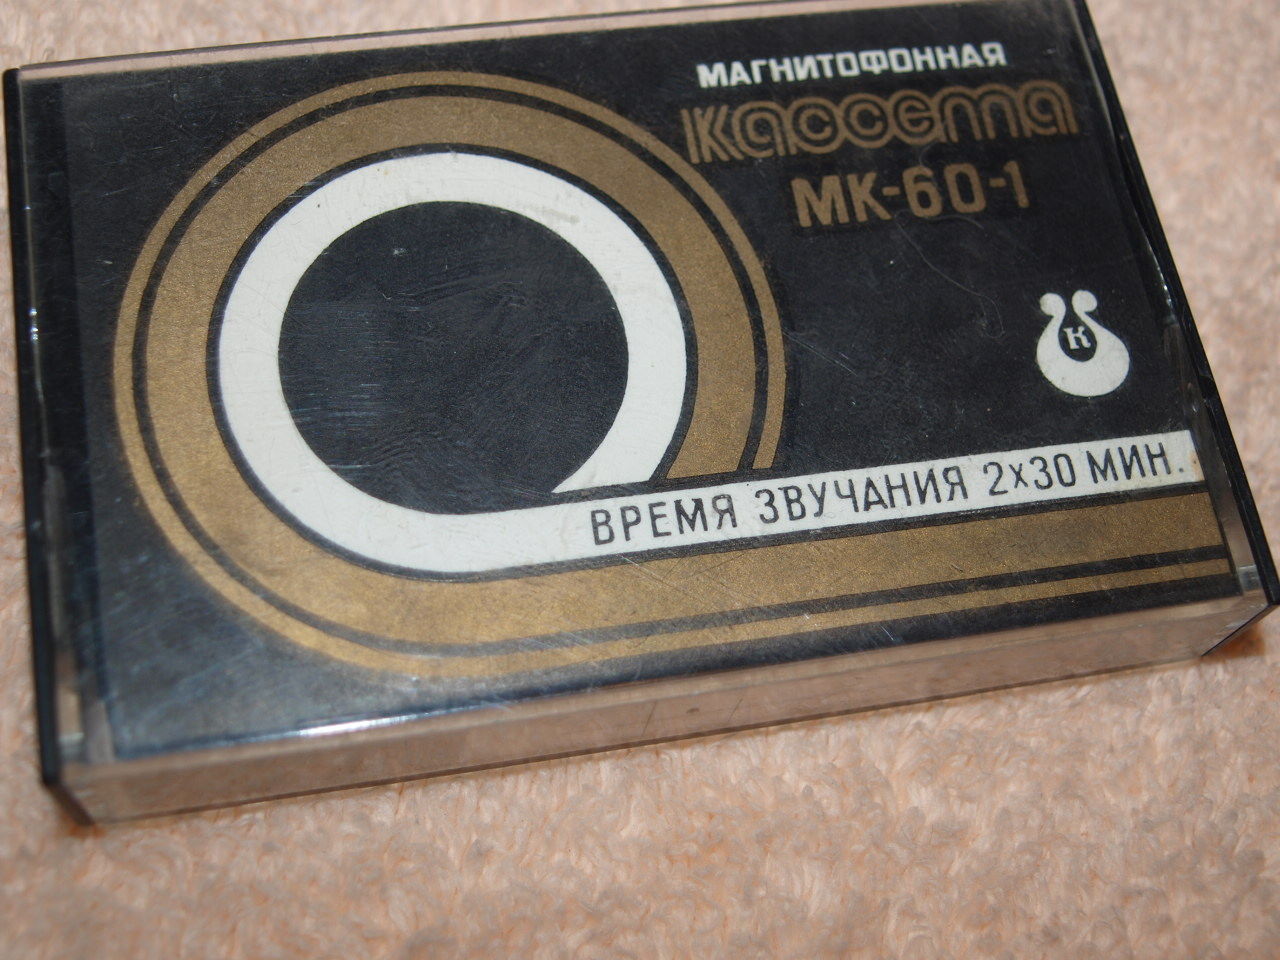 МАГНИТОФОННАЯ
кассета
МК-60-1
К
ВРЕМЯ ЗВУЧАНИЯ 2х30 МИН.